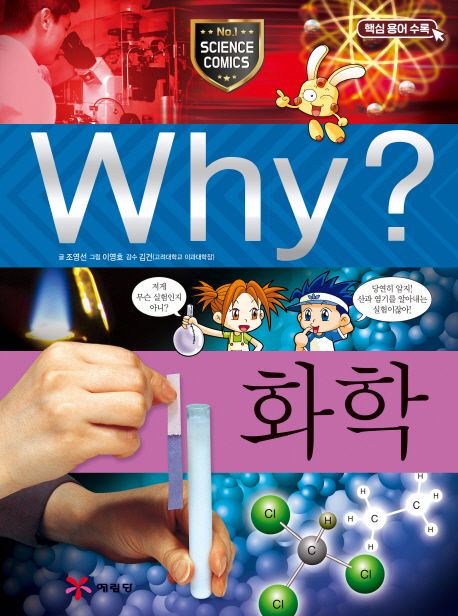 No.1
SCIENCE
COMICS
핵심 용어 수록
Why?
글 조영선 그림 이영호 감수 김건(고려대학교 이과대학장)
저게
무슨 실험인지
아니?
당연히 알지!
산과 염기를 알아내는
실험이잖아!
화학
Cl
H
C
Cl
Cl
H
H
C
C
H
H
H
예림당